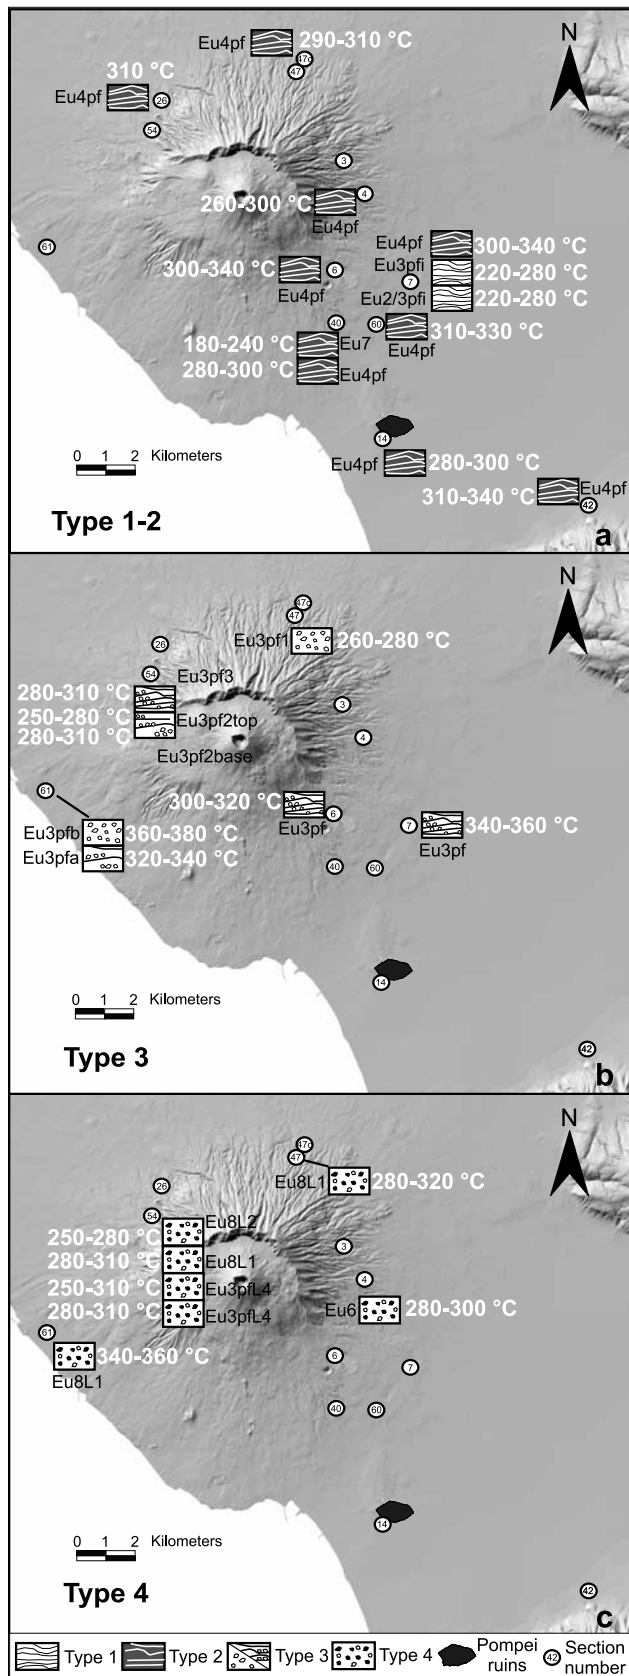 Eu4pf 290-310 °C
47c
47
310 °C
Eu4pf 26
54
N
3
4
260-300 °C
Eu4pf
61
Eu4pf 300-340 °C
Eu3pfi 220-280 °C
7
Eu2/3pfi 220-280 °C
300-340 °C 6
Eu4pf
40 60
180-240 °C Eu7
310-330 °C
Eu4pf
280-300 °C Eu4pf
14
Eu4pf 280-300 °C
310-340 °C Eu4pf
42
0 1 2 Kilometers
Type 1-2
a
N
47c
47
Eu3pf1 260-280 °C
26
54
Eu3pf3
280-310 °C
250-280 °C Eu3pf2top
280-310 °C
Eu3pf2base
3
4
61
300-320 °C 6
Eu3pf
7 340-360 °C
Eu3pf
Eu3pfb 360-380 °C
Eu3pfa 320-340 °C
40 60
14
0 1 2 Kilometers
Type 3
42
b
N
47c
47
Eu8L1 280-320 °C
26
54
Eu8L2
250-280 °C
280-310 °C Eu8L1
250-310 °C Eu3pfL4
280-310 °C Eu3pfL4
3
4
Eu6 280-300 °C
61
340-360 °C
Eu8L1
6 7
40 60
14
0 1 2 Kilometers
Type 4
42
c
Type 1 Type 2 Type 3 Type 4 Pompei ruins 42 Section number